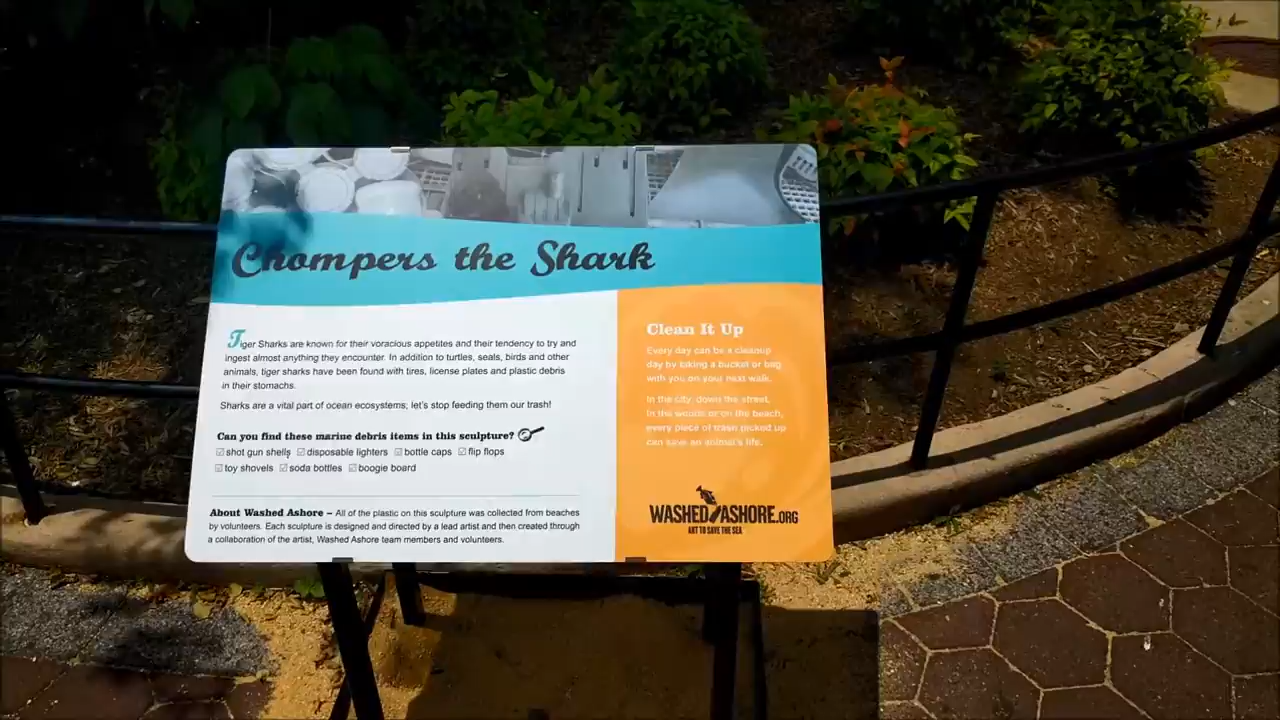 Chompers the Shark
Tiger Sharks are known for their voracious appetites and their tendency to try and
ingest almost anything they encounter. In addition to turtles, seals, birds and other
animals, tiger sharks have been found with tires, license plates and plastic debris
in their stomachs.
Sharks are a vital part of ocean ecosystems; let's stop feeding them our trash!
Can you find these marine debris items in this sculpture?
☑ shot gun shells ☑ disposable lighters ☑ bottle caps ☑ flip flops
☑ toy shovels ☑ soda bottles ☑ boogie board
About Washed Ashore – All of the plastic on this sculpture was collected from beaches
by volunteers. Each sculpture is designed and directed by a lead artist and then created through
a collaboration of the artist, Washed Ashore team members and volunteers.
Clean It Up
Every day can be a cleanup
day by taking a bucket or bag
with you on your next walk.
In the city, down the street,
in the woods or on the beach,
every piece of trash picked up
can save an animal's life.
WASHED ASHORE.ORG
ART TO SAVE THE SEA